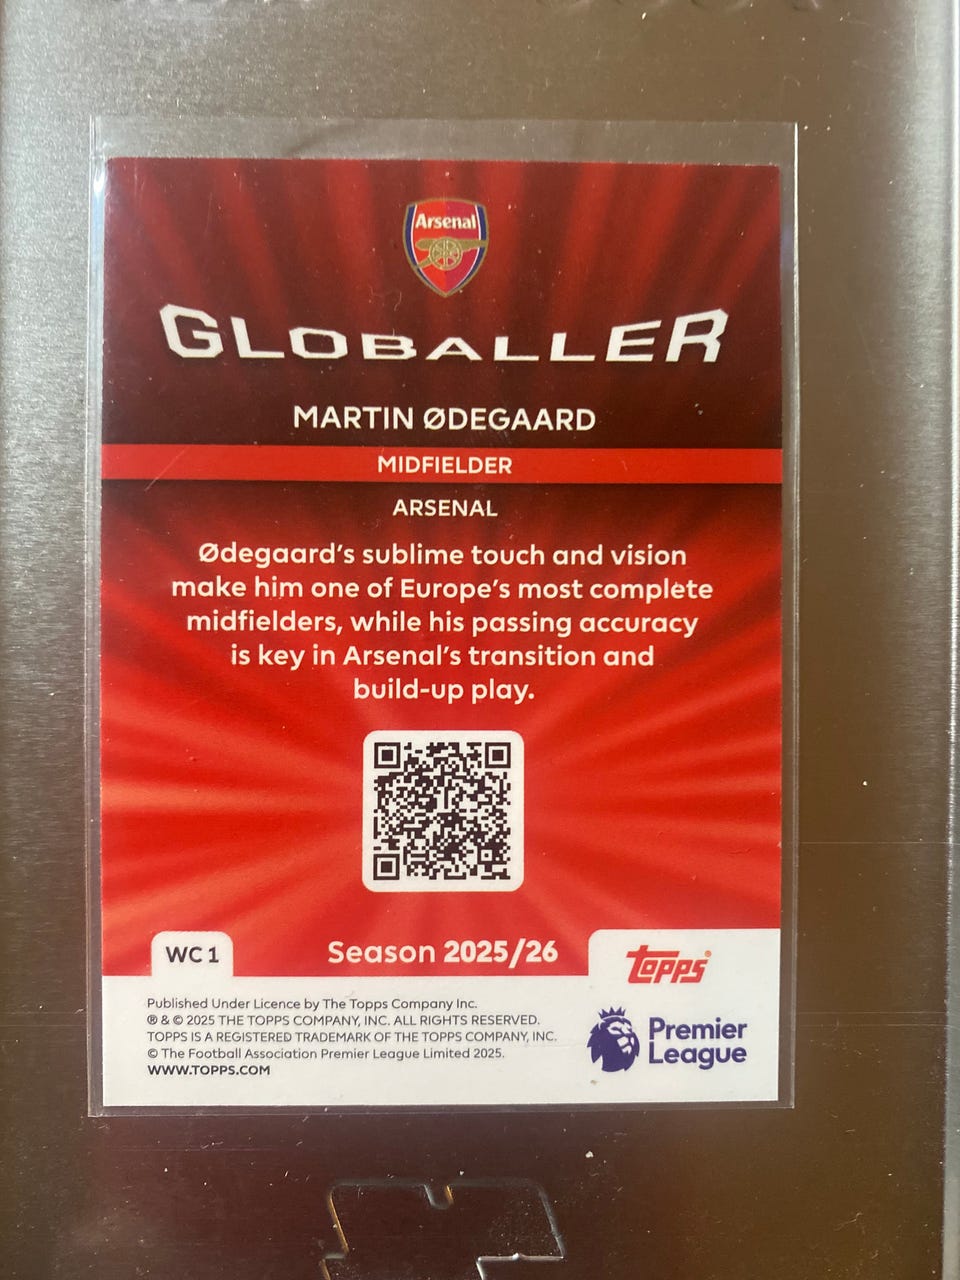 Arsenal
GLOBALLER
MARTIN ØDEGAARD
MIDFIELDER
ARSENAL
Ødegaard's sublime touch and vision
make him one of Europe's most complete
midfielders, while his passing accuracy
is key in Arsenal's transition and
build-up play.
WC 1
Season 2025/26
topps®
Published Under Licence by The Topps Company Inc.
® & © 2025 THE TOPPS COMPANY, INC. ALL RIGHTS RESERVED.
TOPPS IS A REGISTERED TRADEMARK OF THE TOPPS COMPANY, INC.
© The Football Association Premier League Limited 2025.
WWW.TOPPS.COM
Premier
League